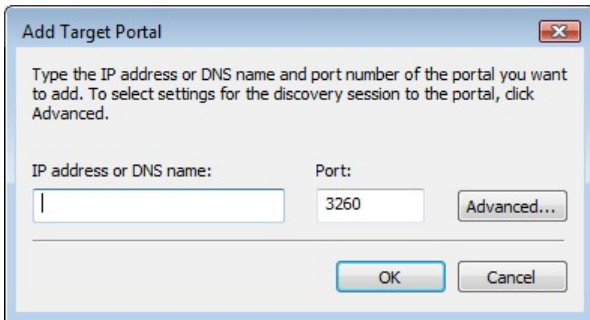 Add Target Portal
Type the IP address or DNS name and port number of the portal you want
to add. To select settings for the discovery session to the portal, click
Advanced.
IP address or DNS name: Port:
3260 Advanced...
OK Cancel